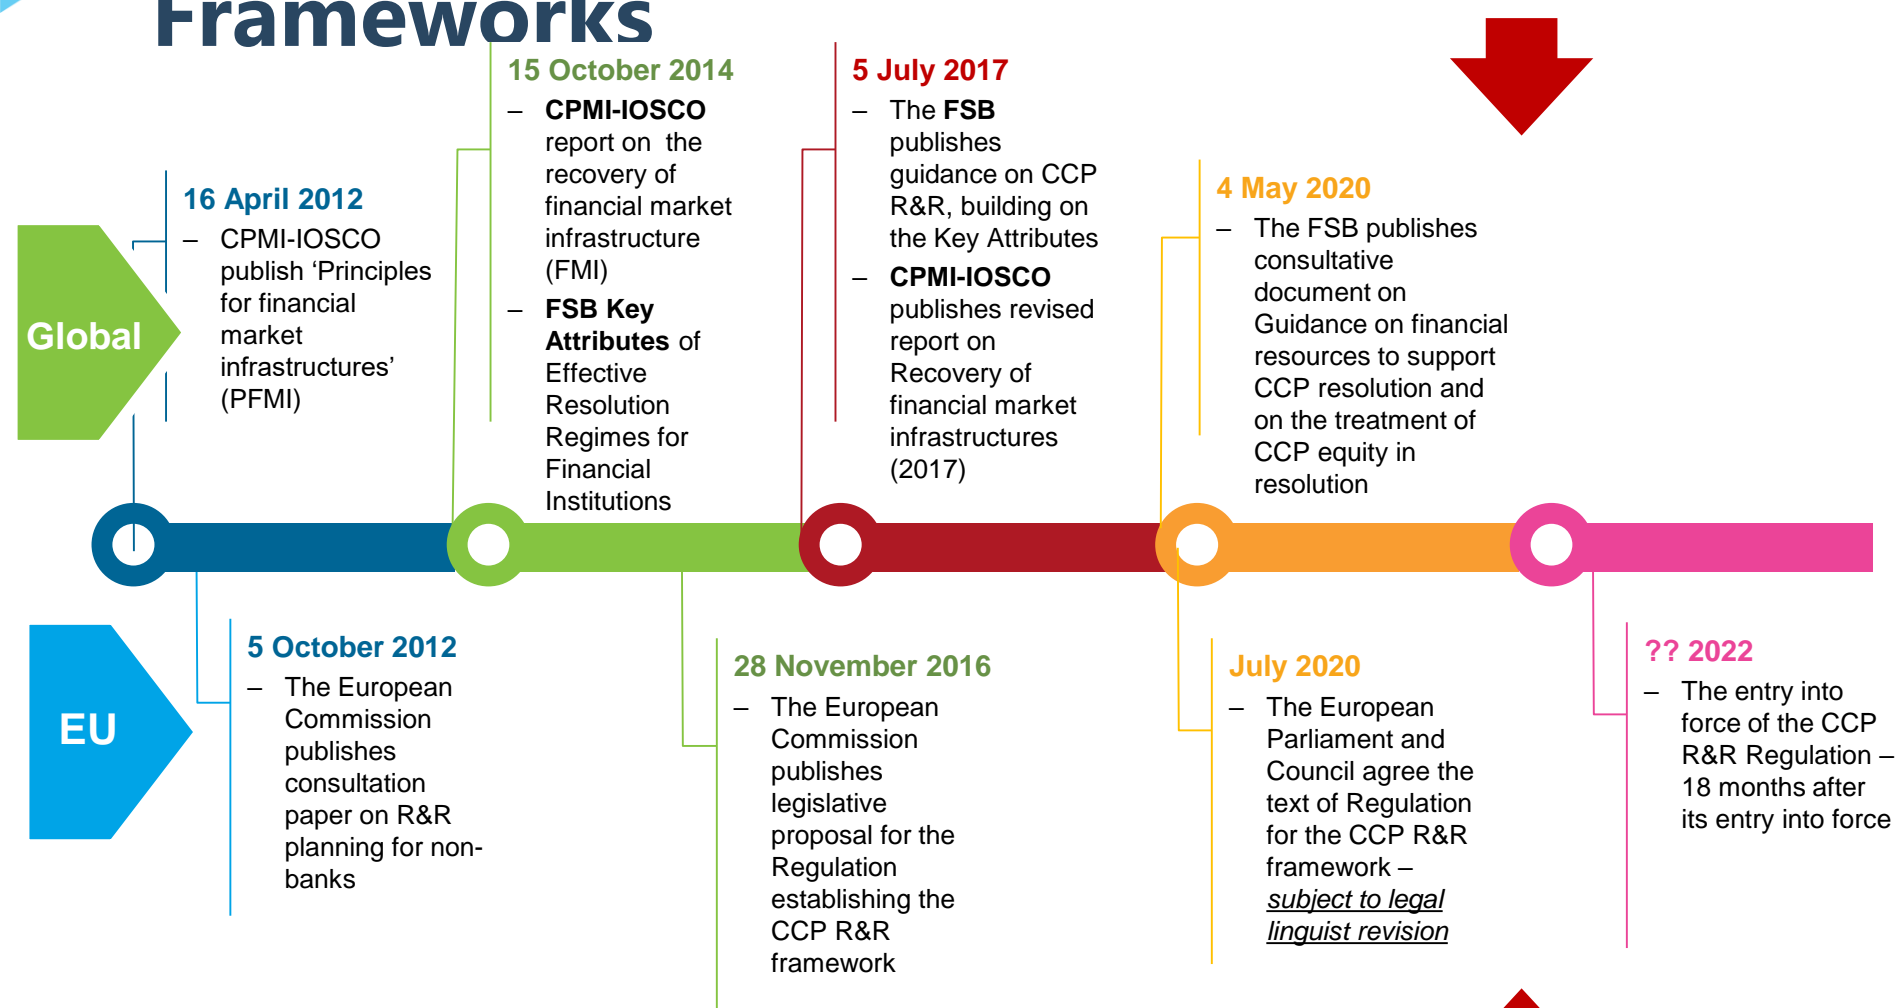 Frameworks
Global
16 April 2012
– CPMI-IOSCO
publish ‘Principles
for financial
market
infrastructures’
(PFMI)
15 October 2014
– CPMI-IOSCO
report on the
recovery of
financial market
infrastructure
(FMI)
– FSB Key
Attributes of
Effective
Resolution
Regimes for
Financial
Institutions
5 July 2017
– The FSB
publishes
guidance on CCP
R&R, building on
the Key Attributes
– CPMI-IOSCO
publishes revised
report on
Recovery of
financial market
infrastructures
(2017)
4 May 2020
– The FSB publishes
consultative
document on
Guidance on financial
resources to support
CCP resolution and
on the treatment of
CCP equity in
resolution
EU
5 October 2012
– The European
Commission
publishes
consultation
paper on R&R
planning for non-
banks
28 November 2016
– The European
Commission
publishes
legislative
proposal for the
Regulation
establishing the
CCP R&R
framework
July 2020
– The European
Parliament and
Council agree the
text of Regulation
for the CCP R&R
framework –
subject to legal
linguist revision
?? 2022
– The entry into
force of the CCP
R&R Regulation –
18 months after
its entry into force